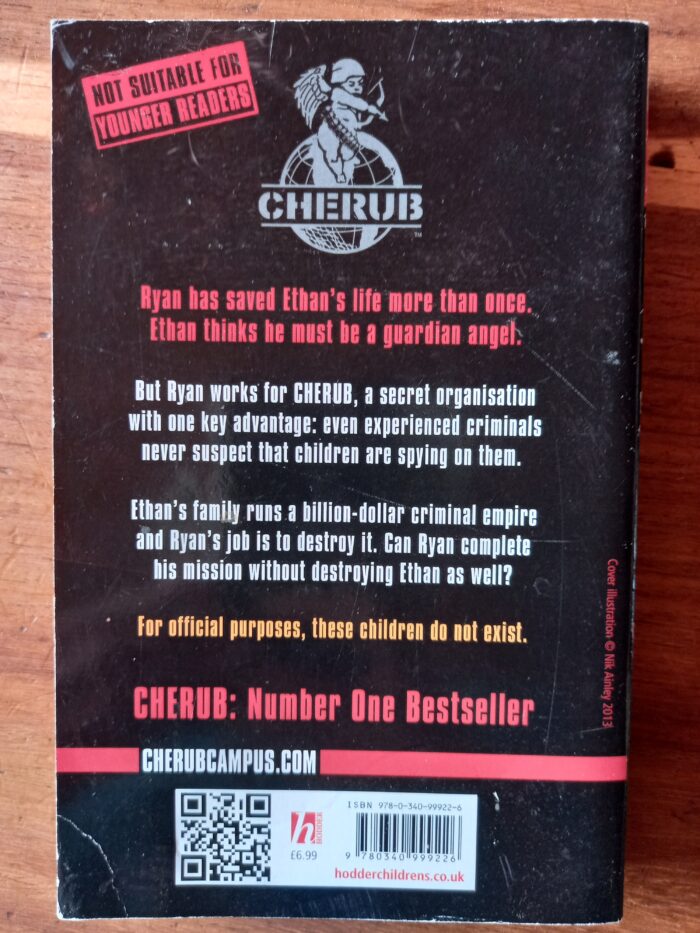 NOT SUITABLE FOR
YOUNGER READERS
CHERUB
TM
Ryan has saved Ethan's life more than once.
Ethan thinks he must be a guardian angel.
But Ryan works for CHERUB, a secret organisation
with one key advantage: even experienced criminals
never suspect that children are spying on them.
Ethan's family runs a billion-dollar criminal empire
and Ryan's job is to destroy it. Can Ryan complete
his mission without destroying Ethan as well?
For official purposes, these children do not exist.
Cover illustration © Nik Ainley 2013
CHERUB: Number One Bestseller
CHERUBCAMPUS.COM
h
HODDER
£6.99
ISBN 978-0-340-99922-6
9 780340 999226
hodderchildrens.co.uk